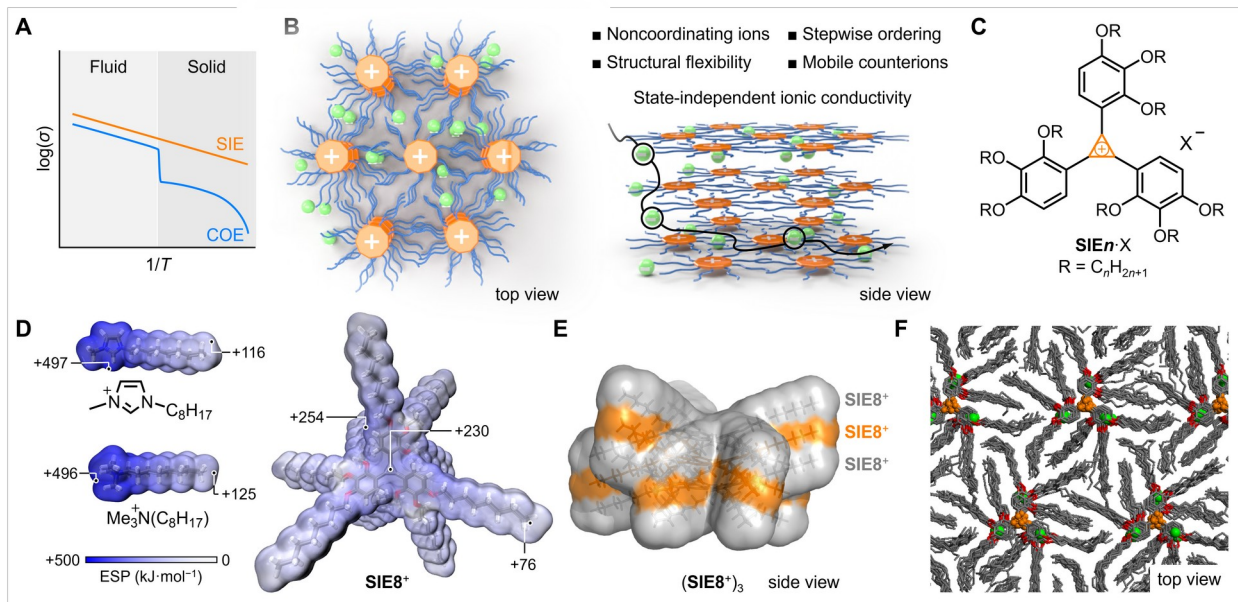 A
Fluid
Solid
log(σ)
SIE
COE
1/T
B
top view
■ Noncoordinating ions ■ Stepwise ordering
■ Structural flexibility ■ Mobile counterions
State-independent ionic conductivity
side view
C
OR
RO
OR
OR
OR
RO
X⁻
RO
RO
OR
OR
SIEn·X
R = CₙH₂ₙ₊₁
D
+497
+116
+
N
N
C₈H₁₇
+496
+125
Me₃N⁺(C₈H₁₇)
+500
0
ESP (kJ·mol⁻¹)
+254
+230
+76
SIE8⁺
E
SIE8⁺
SIE8⁺
SIE8⁺
(SIE8⁺)₃ side view
F
top view